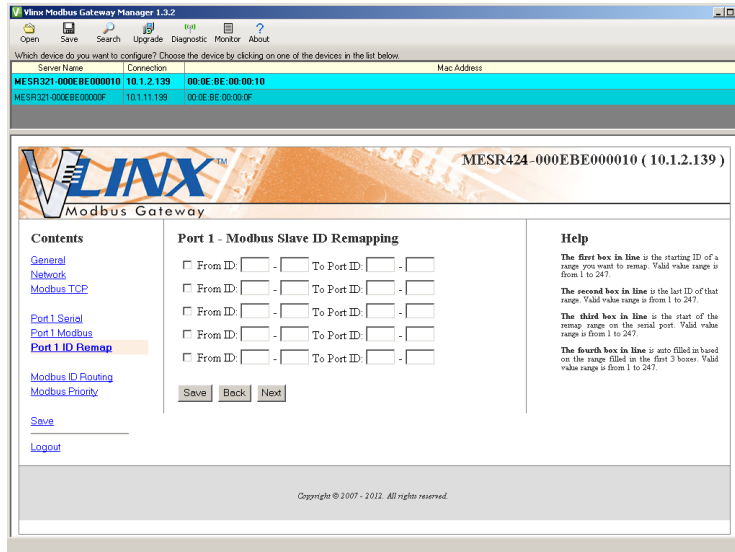 Vlinx Modbus Gateway Manager 1.3.2
Open Save Search Upgrade Diagnostic Monitor About
Which device do you want to configure? Choose the device by clicking on one of the devices in the list below.
Server Name Connection Mac Address
MESR321-000EBE000010 10.1.2.139 00:0E:BE:00:00:10
MESR321-000EBE00000F 10.1.11.199 00:0E:BE:00:00:0F
VLINX TM
Modbus Gateway
MESR424-000EBE000010 ( 10.1.2.139 )
Contents
General
Network
Modbus TCP
Port 1 Serial
Port 1 Modbus
Port 1 ID Remap
Modbus ID Routing
Modbus Priority
Save
Logout
Port 1 - Modbus Slave ID Remapping
From ID: - To Port ID: -
From ID: - To Port ID: -
From ID: - To Port ID: -
From ID: - To Port ID: -
From ID: - To Port ID: -
Save Back Next
Help
The first box in line is the starting ID of a
range you want to remap. Valid value range is
from 1 to 247.
The second box in line is the last ID of that
range. Valid value range is from 1 to 247.
The third box in line is the start of the
remap range on the serial port. Valid value
range is from 1 to 247.
The fourth box in line is auto filled in based
on the range filled in the first 3 boxes. Valid
value range is from 1 to 247.
Copyright © 2007 - 2012. All rights reserved.